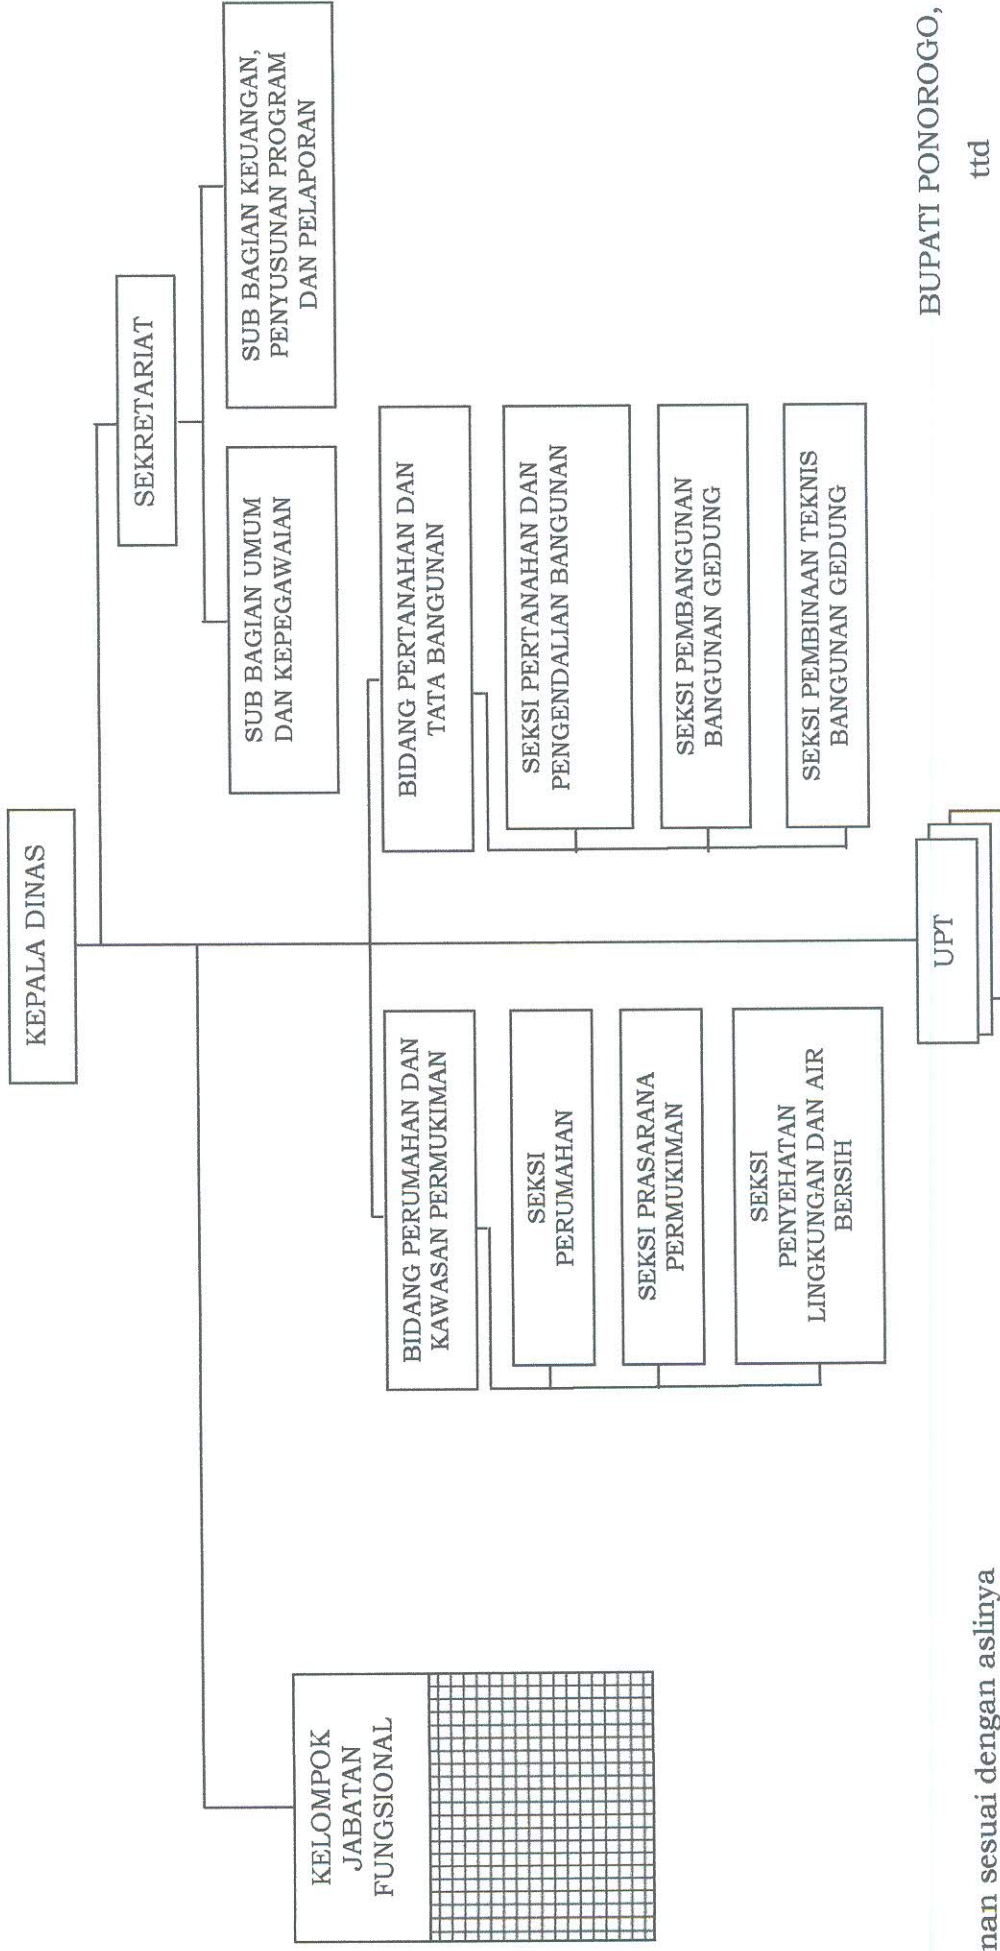 KEPALA DINAS
SEKRETARIAT
SUB BAGIAN UMUM
DAN KEPEGAWAIAN
SUB BAGIAN KEUANGAN,
PENYUSUNAN PROGRAM
DAN PELAPORAN
KELOMPOK
JABATAN
FUNGSIONAL
BIDANG PERUMAHAN DAN
KAWASAN PERMUKIMAN
SEKSI
PERUMAHAN
SEKSI PRASARANA
PERMUKIMAN
SEKSI
PENYEHATAN
LINGKUNGAN DAN AIR
BERSIH
BIDANG PERTANAHAN DAN
TATA BANGUNAN
SEKSI PERTANAHAN DAN
PENGENDALIAN BANGUNAN
SEKSI PEMBANGUNAN
BANGUNAN GEDUNG
SEKSI PEMBINAAN TEKNIS
BANGUNAN GEDUNG
UPT
BUPATI PONOROGO,
ttd
nan sesuai dengan aslinya